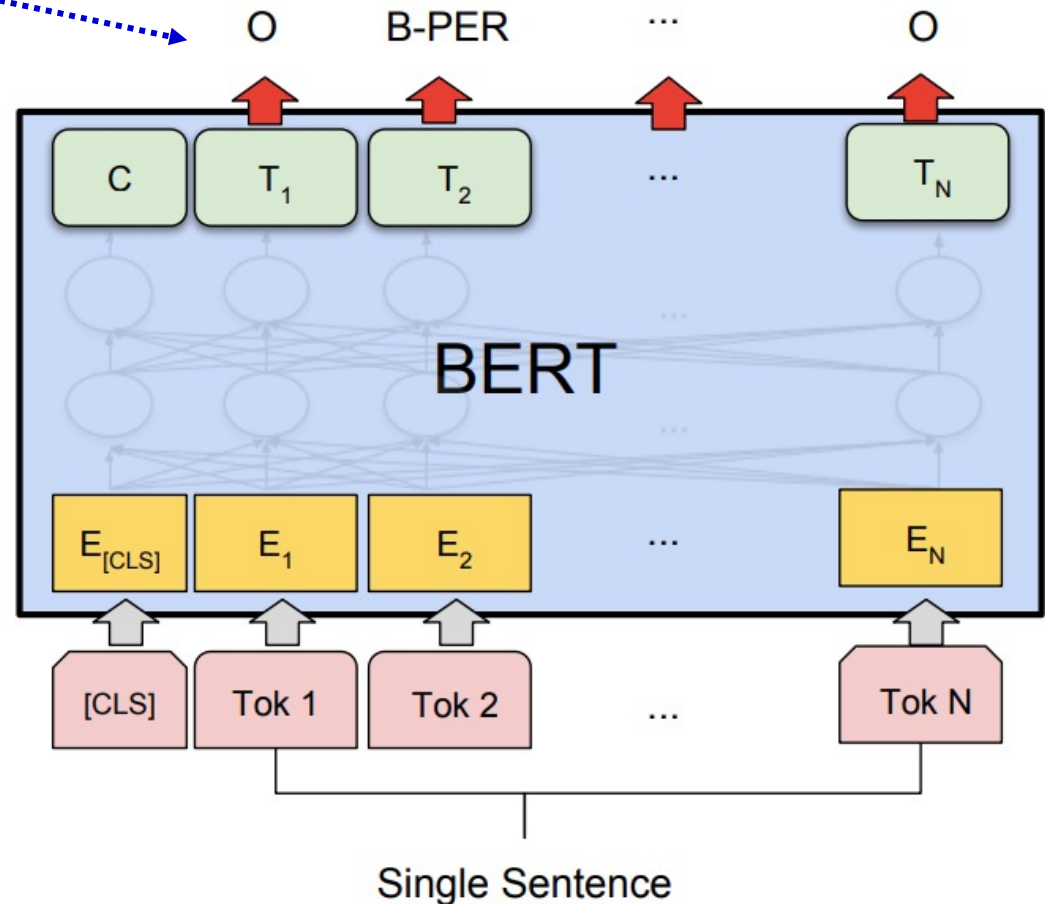 O B-PER ... O
C T1 T2 ... TN
...
BERT
...
E[CLS] E1 E2 ... EN
[CLS] Tok 1 Tok 2 ... Tok N
Single Sentence